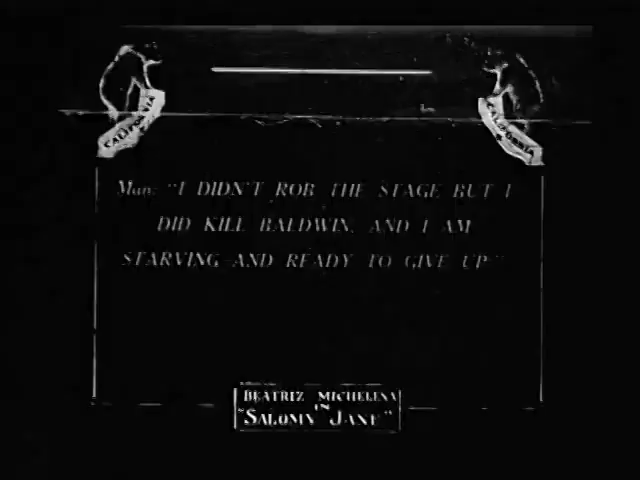 CALIFORNIA
CALIFORNIA
Man: "I DIDN'T ROB THE STAGE BUT I
DID KILL BALDWIN, AND I AM
STARVING AND READY TO GIVE UP."
BEATRIZ MICHELENA
IN
"SALOMY JANE"